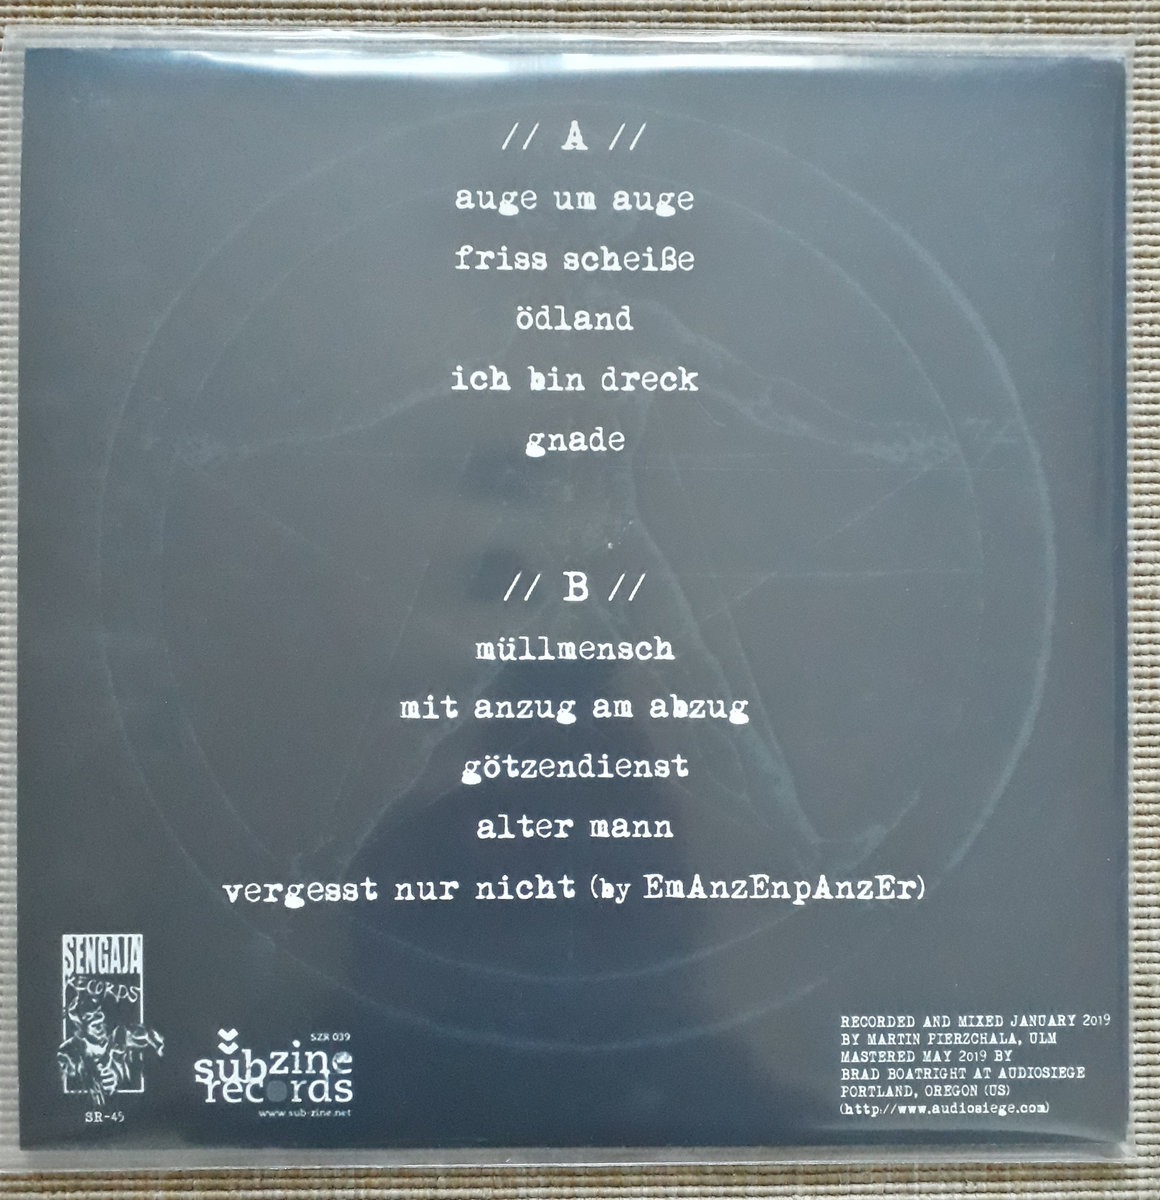 // A //
auge um auge
friss scheiße
ödland
ich bin dreck
gnade
// B //
müllmensch
mit anzug am abzug
götzendienst
alter mann
vergesst nur nicht (by EmAnzEnpAnzEr)
SENGAJA
RECORDS
SR-45
SZR 039
subzine
records
www.sub-zine.net
RECORDED AND MIXED JANUARY 2019
BY MARTIN PIERZCHALA, ULM
MASTERED MAY 2019 BY
BRAD BOATRIGHT AT AUDIOSIEGE
PORTLAND, OREGON (US)
(http://www.audiosiege.com)